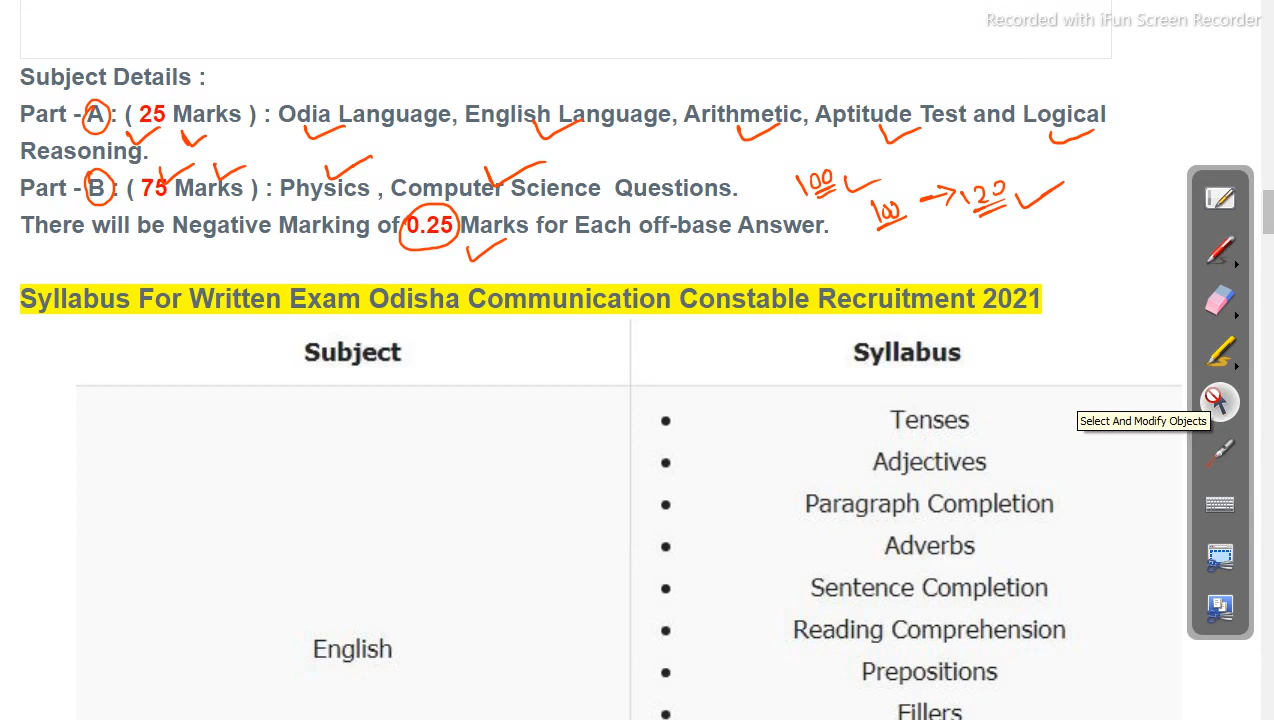 Recorded with iFun Screen Recorder
Subject Details :
Part - A : ( 25 Marks ) : Odia Language, English Language, Arithmetic, Aptitude Test and Logical
Reasoning.
Part - B : ( 75 Marks ) : Physics , Computer Science Questions.
100
100 → 120
There will be Negative Marking of 0.25 Marks for Each off-base Answer.
Syllabus For Written Exam Odisha Communication Constable Recruitment 2021
Subject Syllabus
• Tenses
Select And Modify Objects
• Adjectives
• Paragraph Completion
• Adverbs
• Sentence Completion
• Reading Comprehension
English
• Prepositions
• Fillers